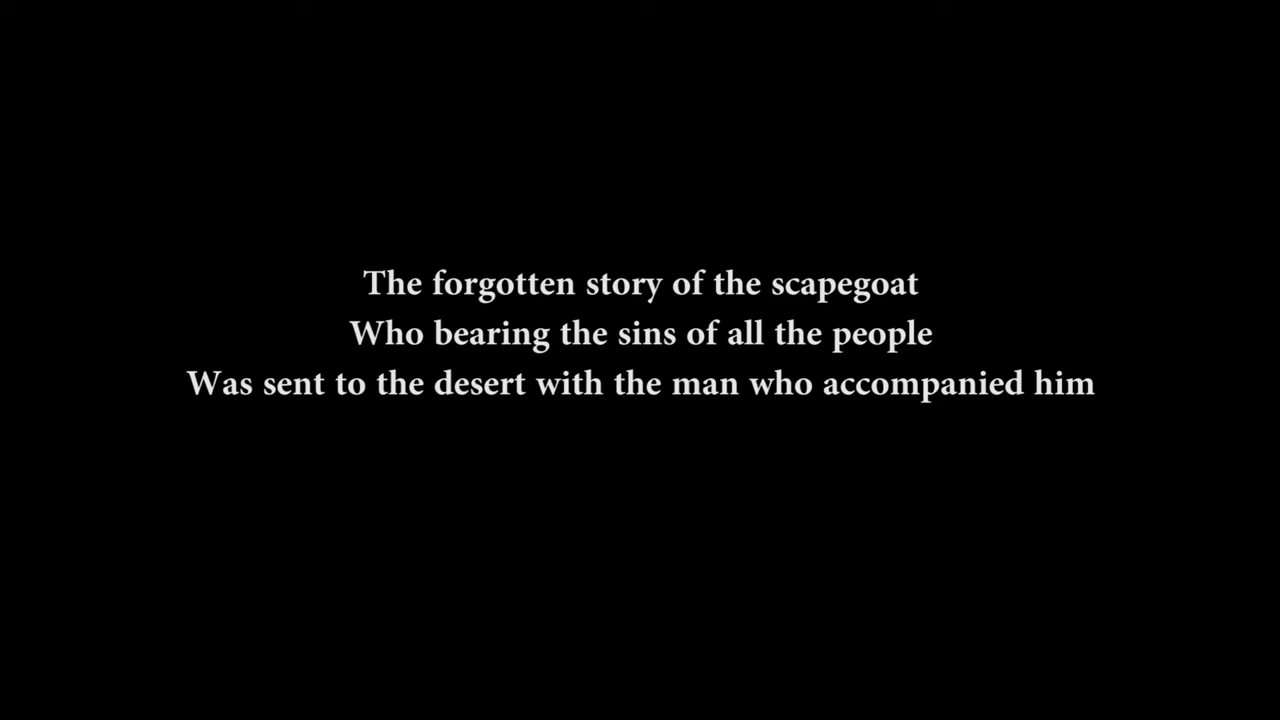 The forgotten story of the scapegoat
Who bearing the sins of all the people
Was sent to the desert with the man who accompanied him